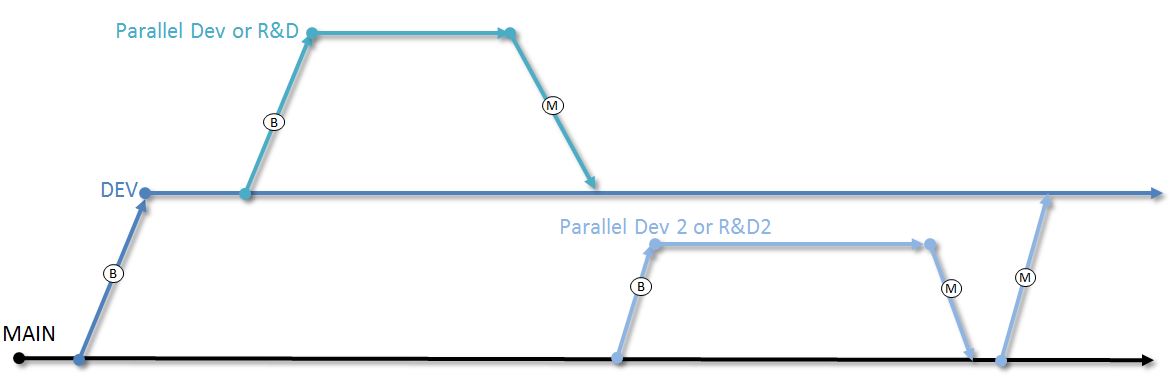 Parallel Dev or R&D
M
B
DEV
Parallel Dev 2 or R&D2
B
B
M
M
MAIN